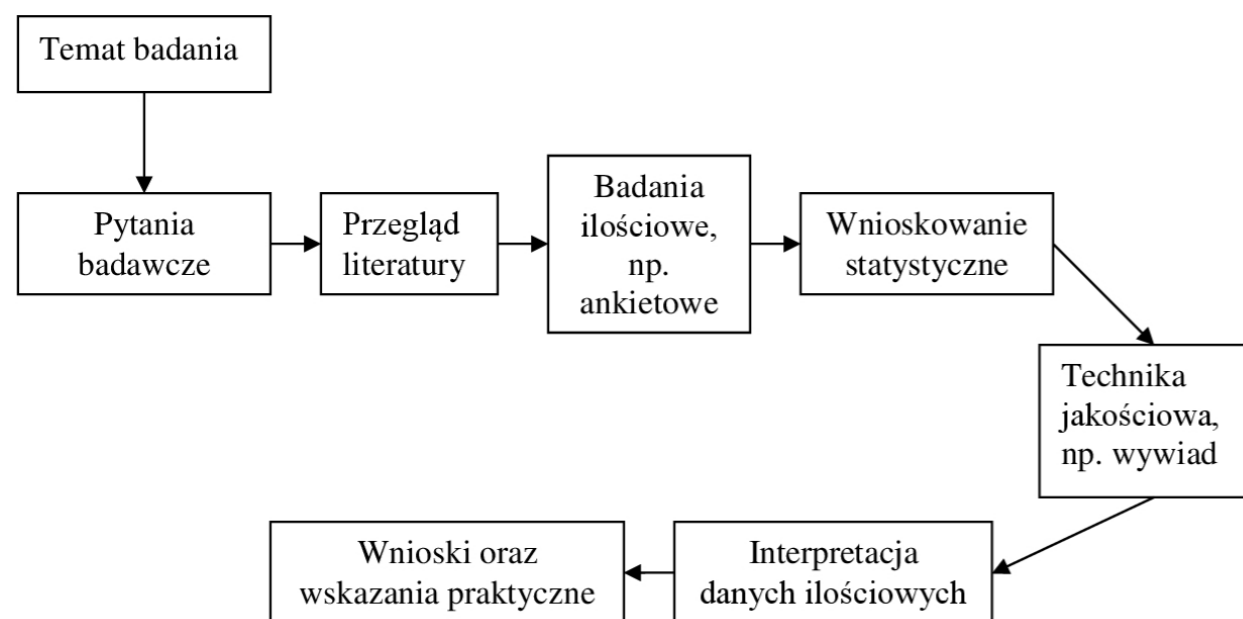 Temat badania
Pytania
badawcze
Przegląd
literatury
Badania
ilościowe,
np.
ankietowe
Wnioskowanie
statystyczne
Technika
jakościowa,
np. wywiad
Interpretacja
danych ilościowych
Wnioski oraz
wskazania praktyczne